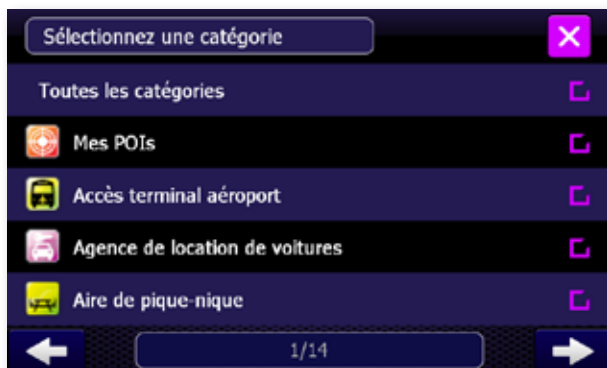 Sélectionnez une catégorie
Toutes les catégories
Mes POIs
Accès terminal aéroport
Agence de location de voitures
Aire de pique-nique
1/14